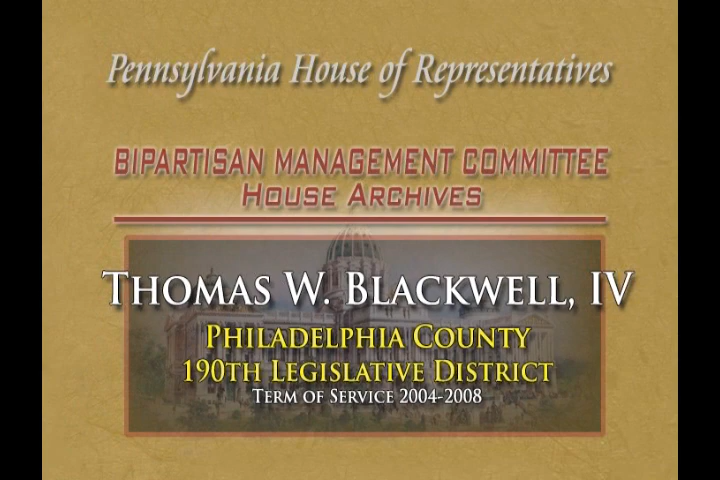 Pennsylvania House of Representatives
BIPARTISAN MANAGEMENT COMMITTEE
House Archives
Thomas W. Blackwell, IV
Philadelphia County
190th Legislative District
Term of Service 2004-2008